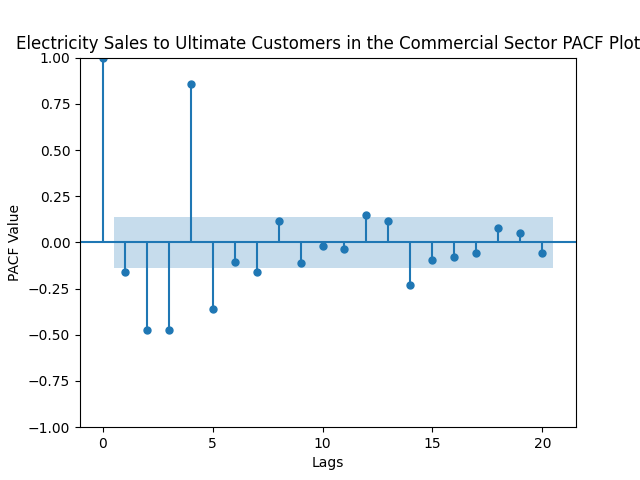 Electricity Sales to Ultimate Customers in the Commercial Sector PACF Plot
1.00
0.75
0.50
0.25
0.00
−0.25
−0.50
−0.75
−1.00
PACF Value
0 5 10 15 20
Lags